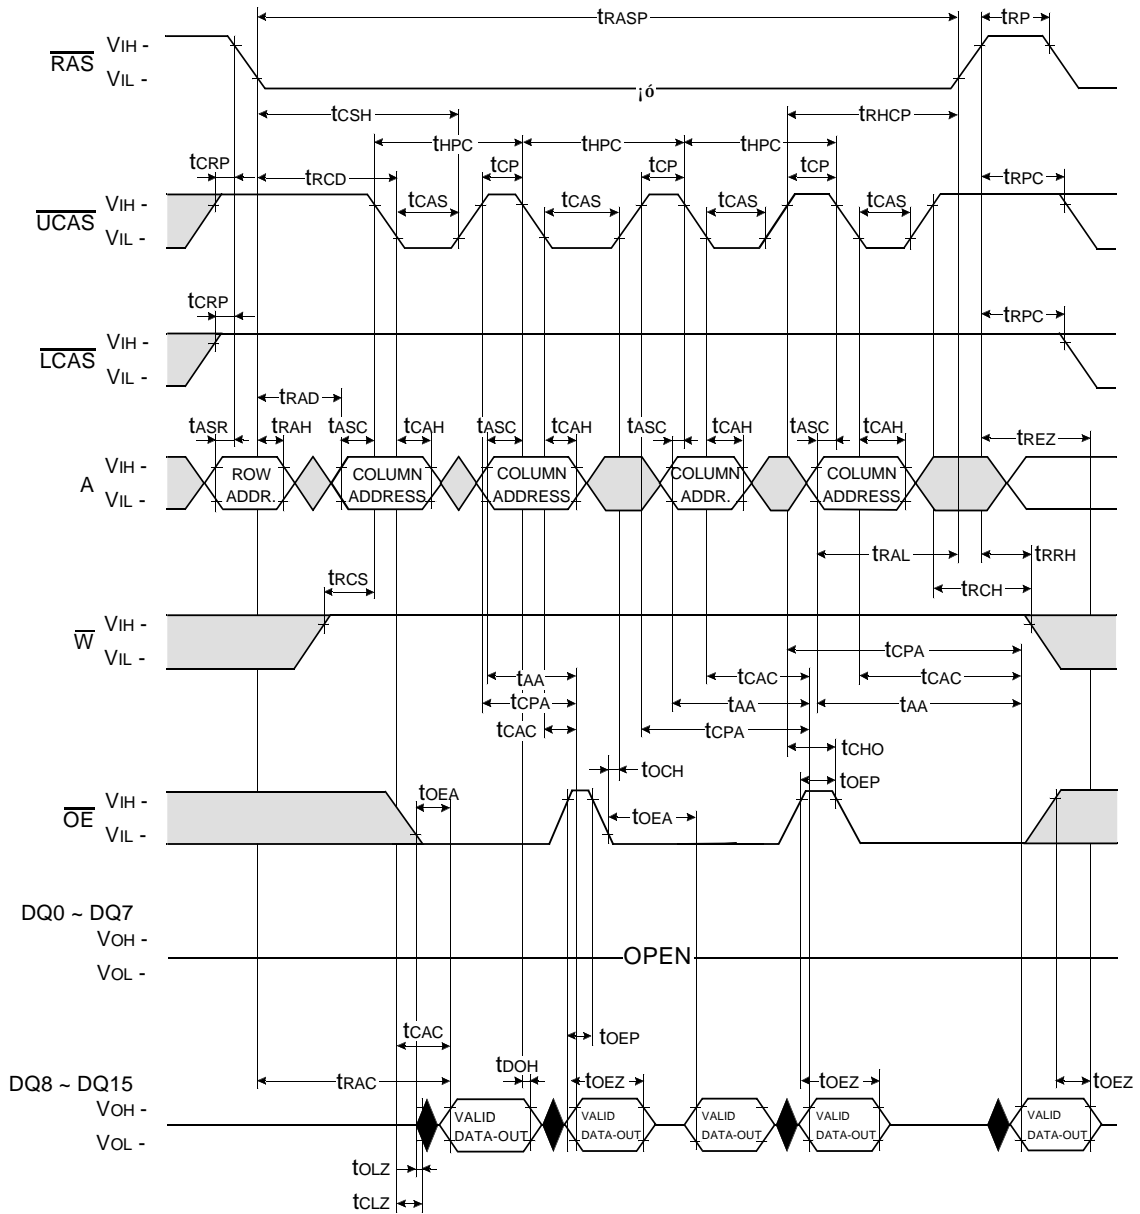 tRASP tRP
RAS VIH -
VIL -
¡ó
tCSH tRHCP
tHPC tHPC tHPC
tCRP tRCD tCP tCP tCP tRPC
UCAS VIH -
VIL -
tCAS tCAS tCAS tCAS
tCRP tRPC
LCAS VIH -
VIL -
tRAD
tASR tRAH tASC tCAH tASC tCAH tASC tCAH tASC tCAH tREZ
A VIH -
VIL -
ROW ADDR. COLUMN ADDRESS COLUMN ADDRESS COLUMN ADDR. COLUMN ADDRESS
tRAL tRRH
tRCS tRCH
W VIH -
VIL -
tCPA
tAA tCAC tCAC
tCPA tAA tAA
tCAC tCPA
tCHO
tOCH tOEP
OE VIH -
VIL -
tOEA tOEA
DQ0 ~ DQ7
VOH -
VOL -
OPEN
tCAC tOEP
tDOH
DQ8 ~ DQ15
tRAC tOEZ tOEZ tOEZ
VOH -
VOL -
VALID DATA-OUT VALID DATA-OUT VALID DATA-OUT VALID DATA-OUT VALID DATA-OUT
tOLZ
tCLZ